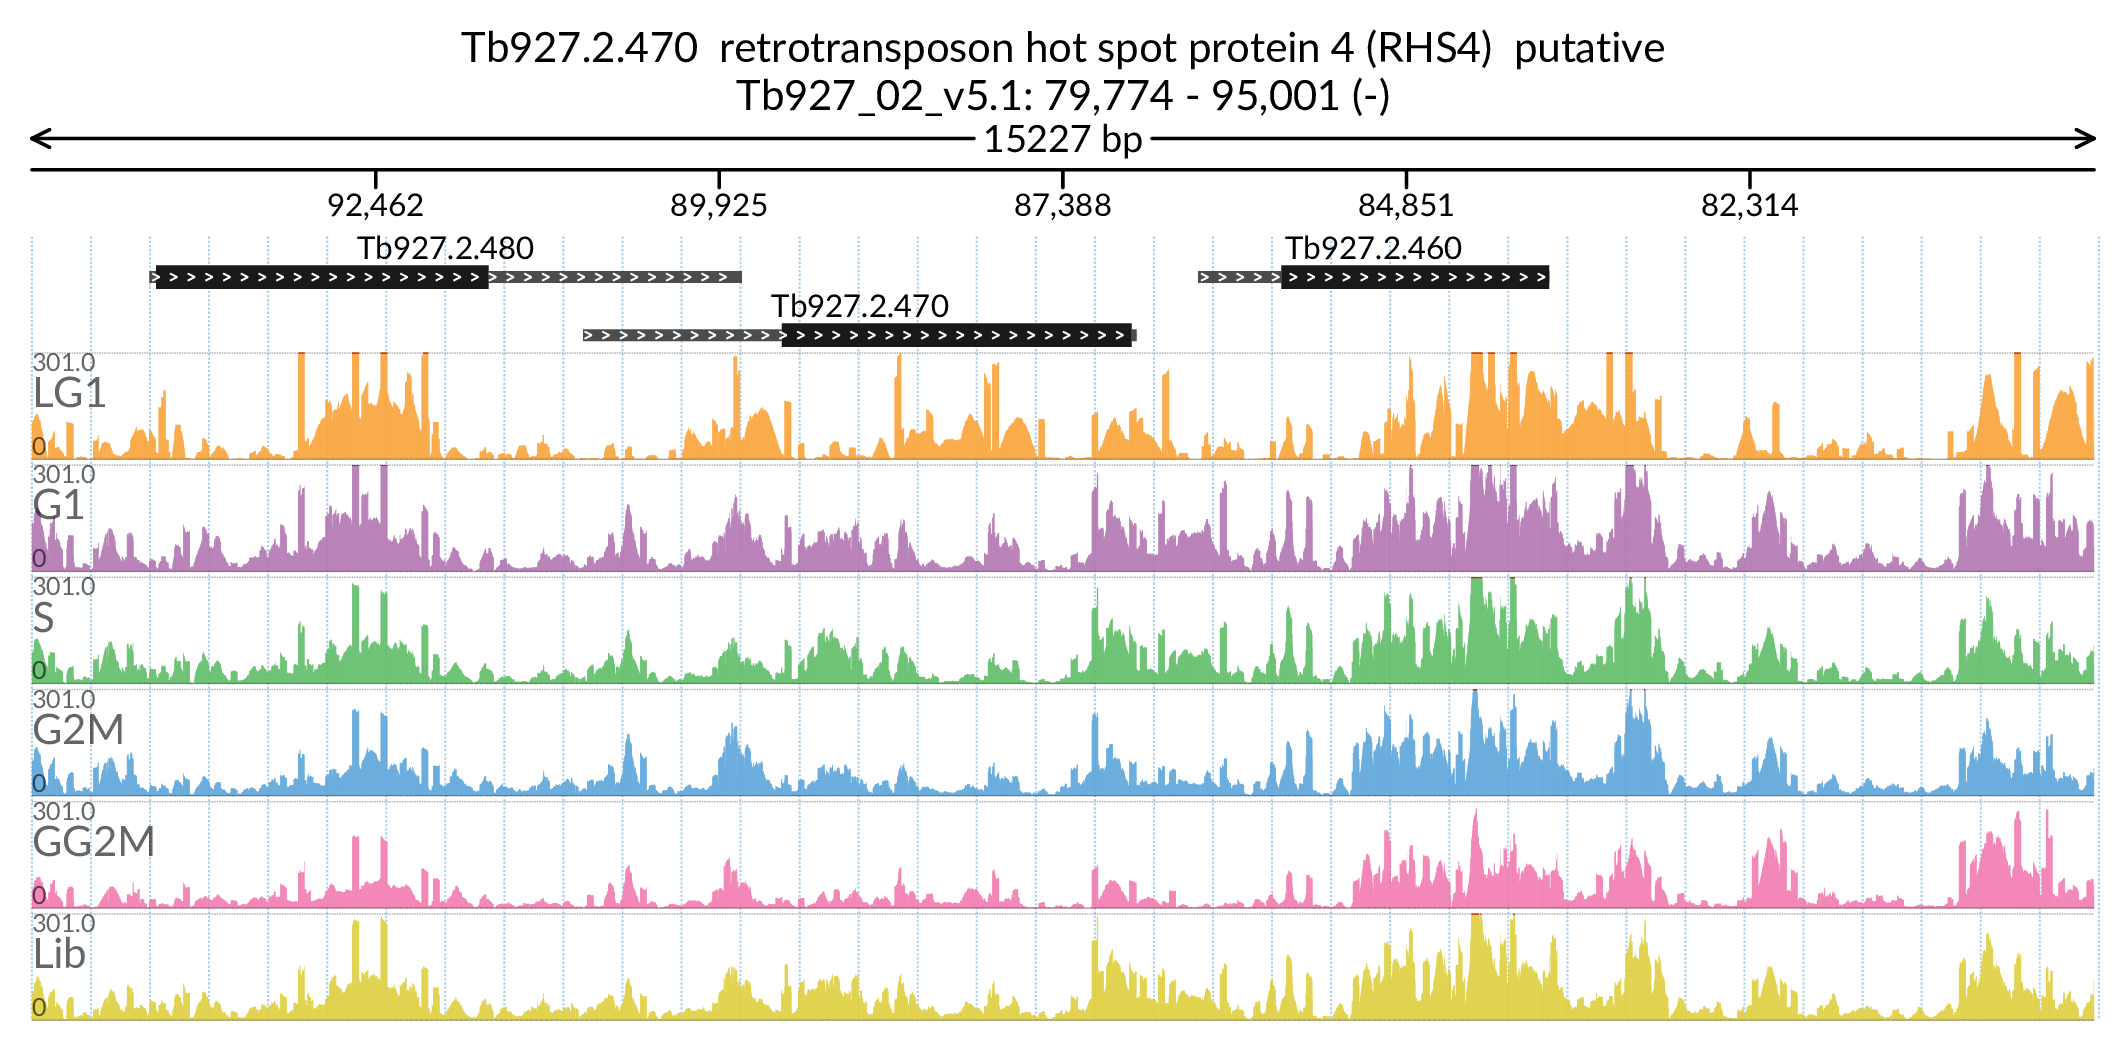 Tb927.2.470  retrotransposon hot spot protein 4 (RHS4)  putative
Tb927_02_v5.1: 79,774 - 95,001 (-)
15227 bp
92,462 89,925 87,388 84,851 82,314
Tb927.2.480 Tb927.2.460
Tb927.2.470
301.0
LG1
0
301.0
G1
0
301.0
S
0
301.0
G2M
0
301.0
GG2M
0
301.0
Lib
0